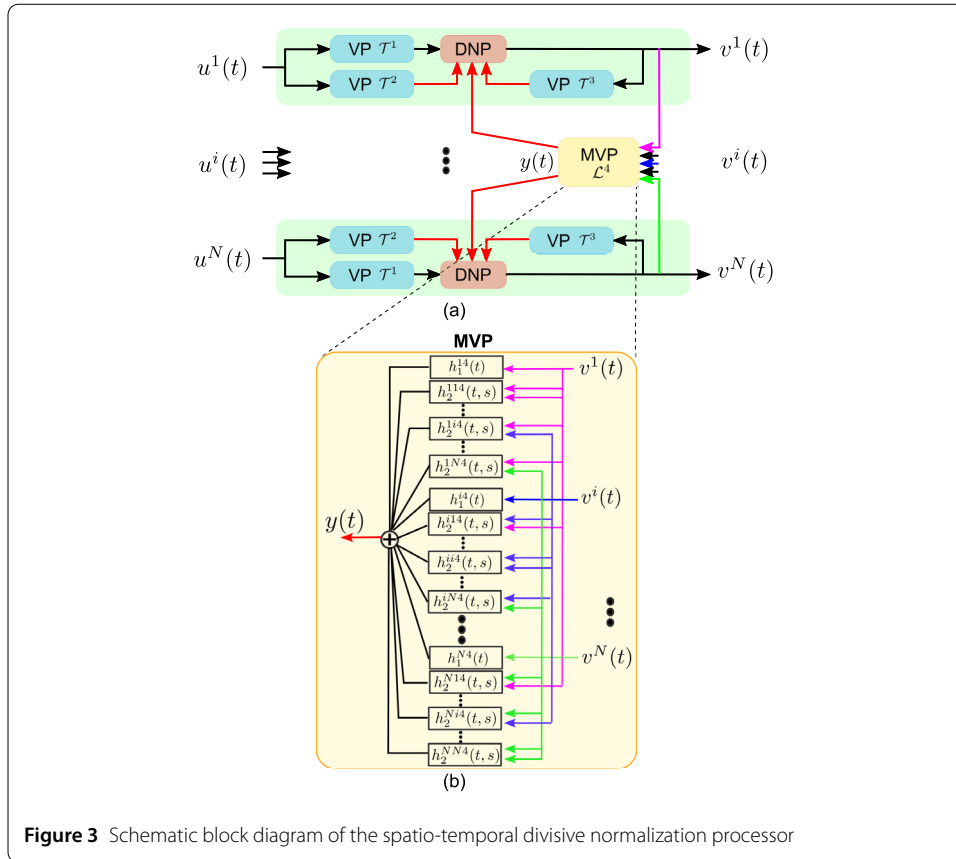 u¹(t) VP 𝒯¹ DNP v¹(t)
VP 𝒯² VP 𝒯³
uⁱ(t) y(t) MVP vⁱ(t)
ℒ⁴
VP 𝒯² VP 𝒯³
uᴺ(t) VP 𝒯¹ DNP vᴺ(t)
(a)
MVP
h₁¹⁴(t) v¹(t)
h₂¹¹⁴(t, s)
h₂¹ⁱ⁴(t, s)
h₂¹ᴺ⁴(t, s)
h₁ⁱ⁴(t) vⁱ(t)
y(t) h₂ⁱ¹⁴(t, s)
+
h₂ⁱⁱ⁴(t, s)
h₂ⁱᴺ⁴(t, s)
h₁ᴺ⁴(t) vᴺ(t)
h₂ᴺ¹⁴(t, s)
h₂ᴺⁱ⁴(t, s)
h₂ᴺᴺ⁴(t, s)
(b)
Figure 3 Schematic block diagram of the spatio-temporal divisive normalization processor